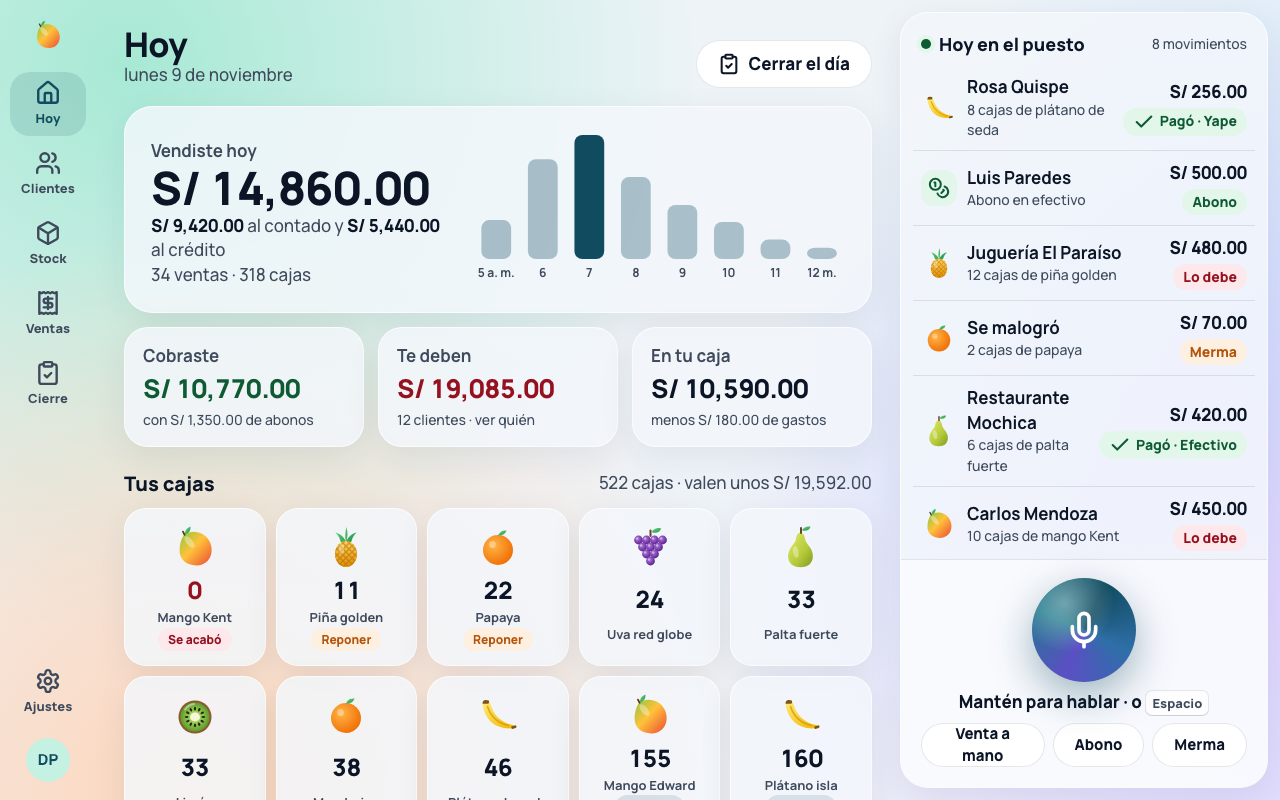 Hoy
Clientes
Stock
Ventas
Cierre
Ajustes
DP
Hoy
lunes 9 de noviembre
Cerrar el día
Vendiste hoy
S/ 14,860.00
S/ 9,420.00 al contado y S/ 5,440.00
al crédito
34 ventas · 318 cajas
5 a. m. 6 7 8 9 10 11 12 m.
Cobraste
S/ 10,770.00
con S/ 1,350.00 de abonos
Te deben
S/ 19,085.00
12 clientes · ver quién
En tu caja
S/ 10,590.00
menos S/ 180.00 de gastos
Tus cajas
522 cajas · valen unos S/ 19,592.00
0
Mango Kent
Se acabó
11
Piña golden
Reponer
22
Papaya
Reponer
24
Uva red globe
33
Palta fuerte
33
38
46
155
Mango Edward
160
Plátano isla
Hoy en el puesto
8 movimientos
Rosa Quispe
8 cajas de plátano de
seda
S/ 256.00
Pagó · Yape
Luis Paredes
Abono en efectivo
S/ 500.00
Abono
Juguería El Paraíso
12 cajas de piña golden
S/ 480.00
Lo debe
Se malogró
2 cajas de papaya
S/ 70.00
Merma
Restaurante
Mochica
6 cajas de palta
fuerte
S/ 420.00
Pagó · Efectivo
Carlos Mendoza
10 cajas de mango Kent
S/ 450.00
Lo debe
Mantén para hablar · o Espacio
Venta a
mano
Abono
Merma